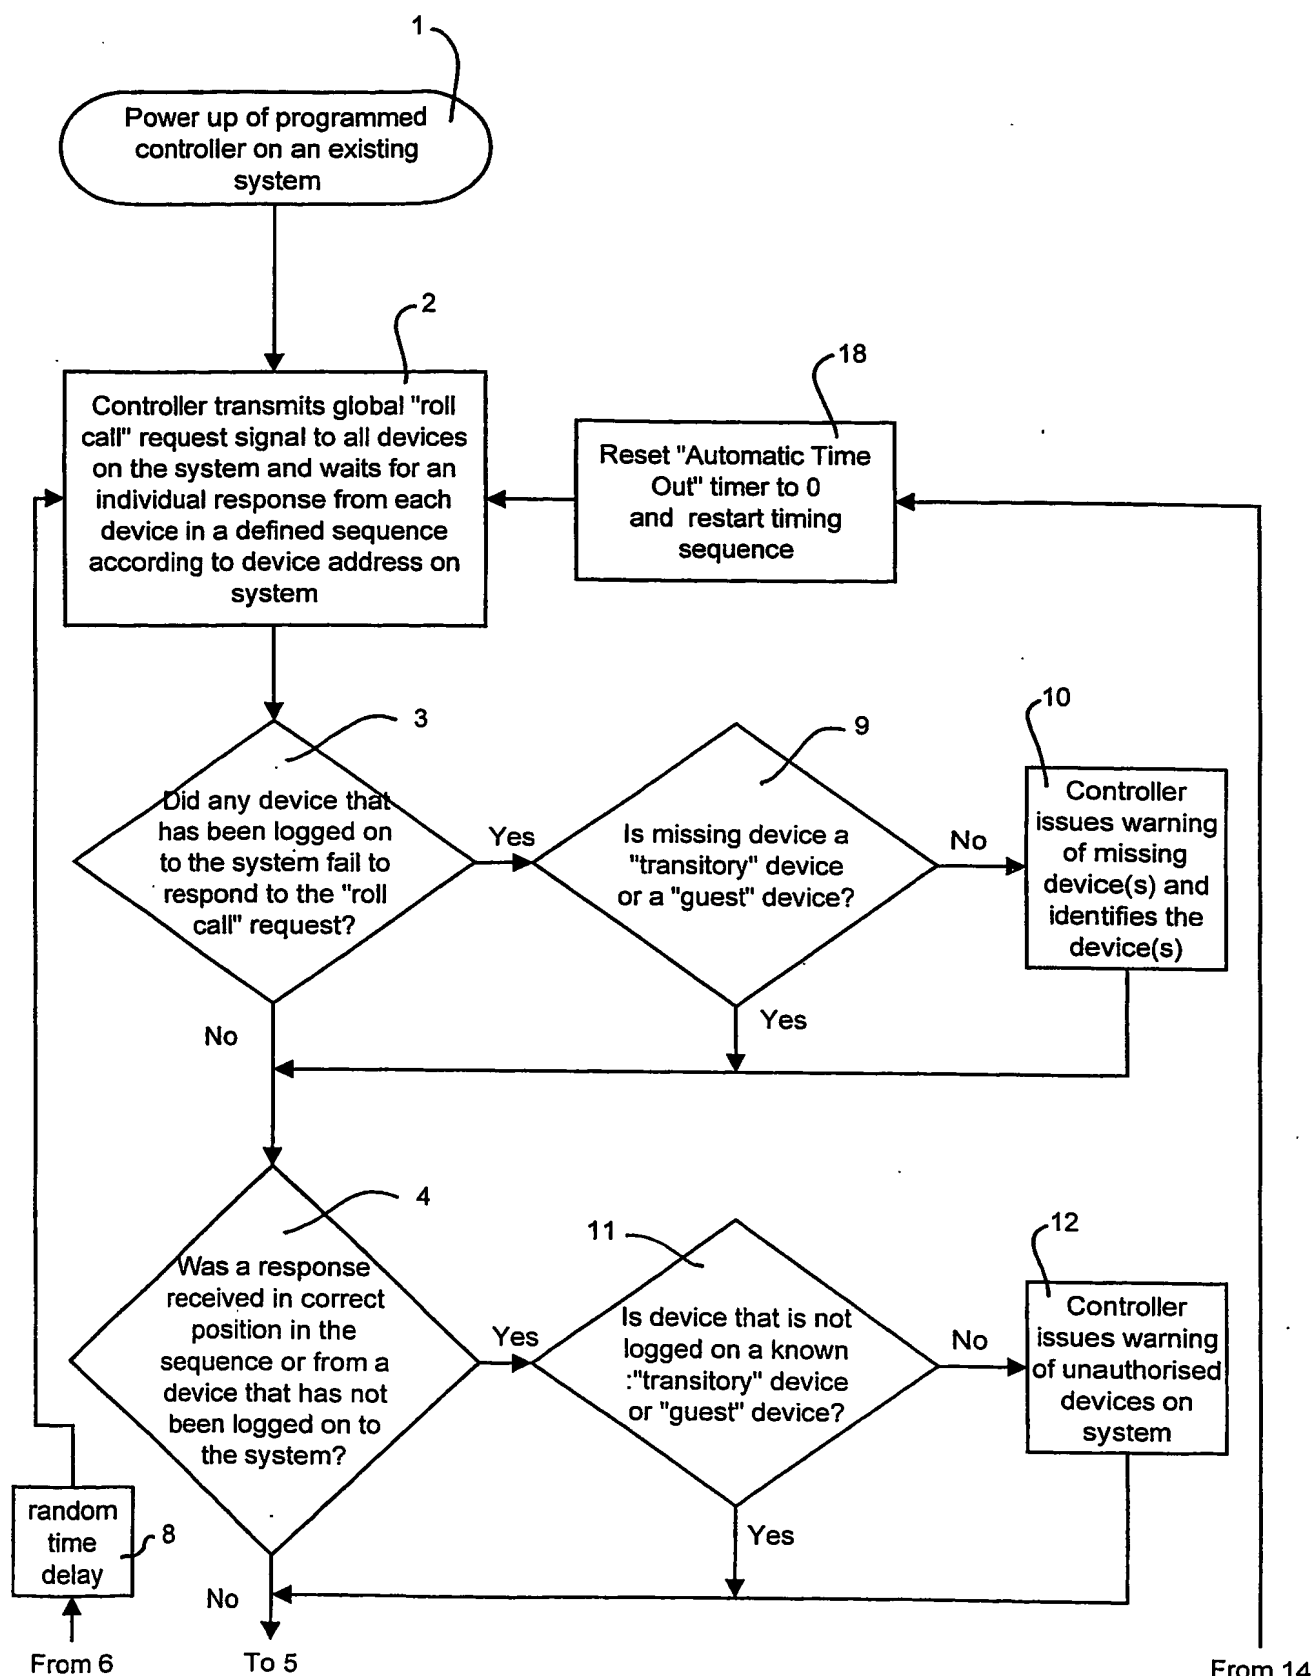 1
Power up of programmed
controller on an existing
system
2
Controller transmits global "roll
call" request signal to all devices
on the system and waits for an
individual response from each
device in a defined sequence
according to device address on
system
18
Reset "Automatic Time
Out" timer to 0
and restart timing
sequence
3
Did any device that
has been logged on
to the system fail to
respond to the "roll
call" request?
Yes
9
Is missing device a
"transitory" device
or a "guest" device?
No
10
Controller
issues warning
of missing
device(s) and
identifies the
device(s)
No
Yes
4
Was a response
received in correct
position in the
sequence or from a
device that has not
been logged on to
the system?
Yes
11
Is device that is not
logged on a known
:"transitory" device
or "guest" device?
No
12
Controller
issues warning
of unauthorised
devices on
system
random
time
delay
8
No
Yes
From 6
To 5
From 14